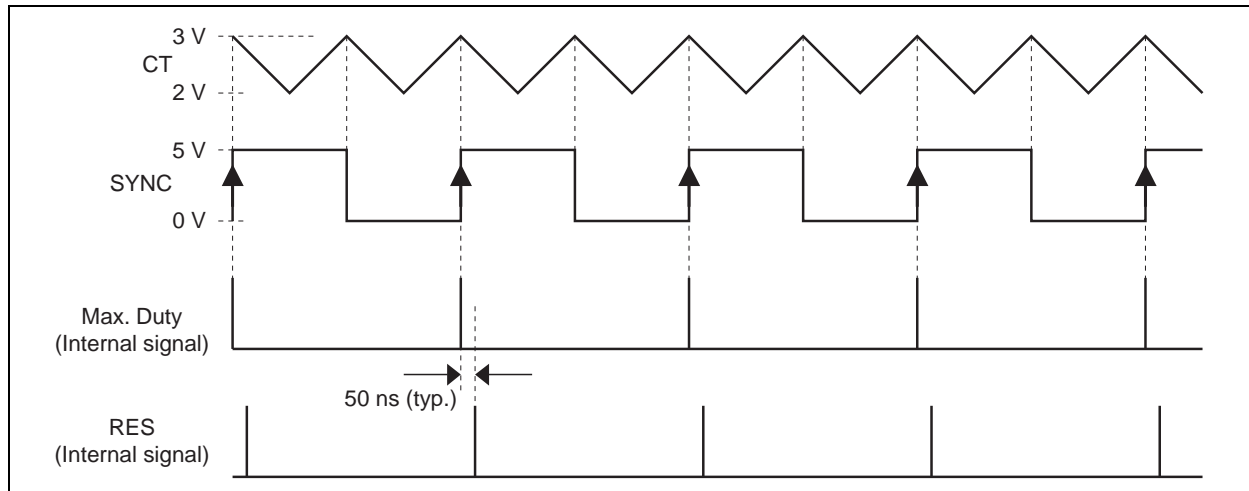 3 V
CT
2 V
5 V
SYNC
0 V
Max. Duty
(Internal signal)
50 ns (typ.)
RES
(Internal signal)